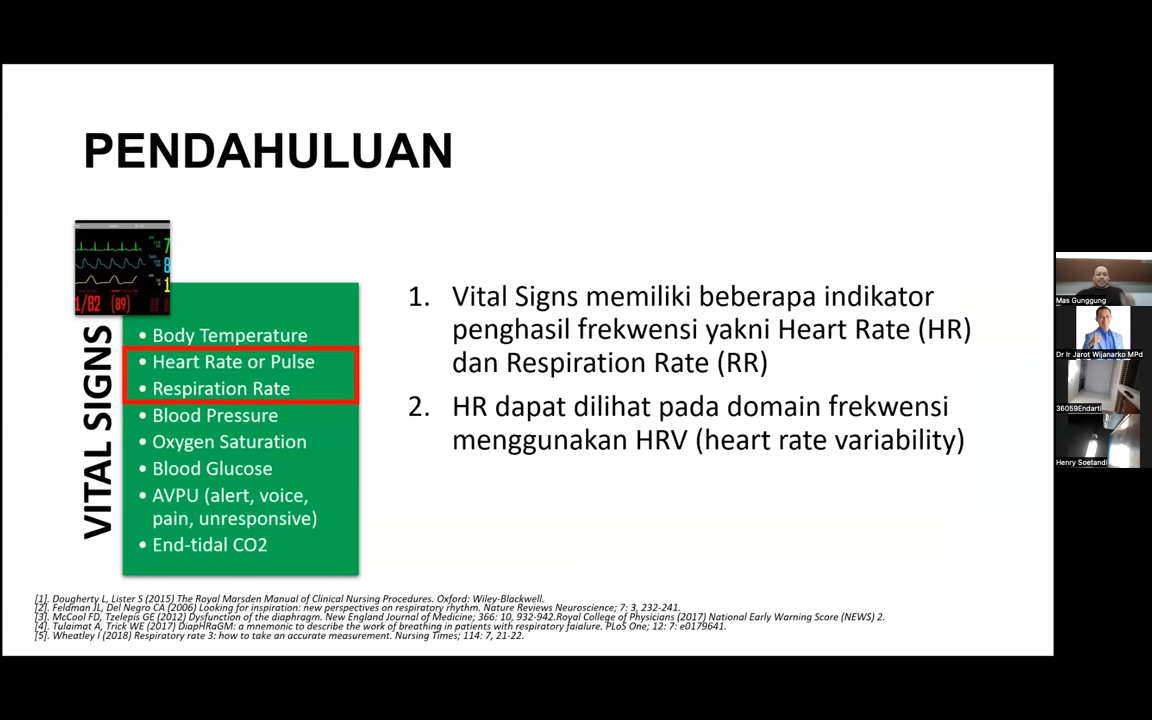 PENDAHULUAN
7
8
1
1/82 (89)
VITAL SIGNS
• Body Temperature
• Heart Rate or Pulse
• Respiration Rate
• Blood Pressure
• Oxygen Saturation
• Blood Glucose
• AVPU (alert, voice,
pain, unresponsive)
• End-tidal CO2
1. Vital Signs memiliki beberapa indikator
penghasil frekwensi yakni Heart Rate (HR)
dan Respiration Rate (RR)
2. HR dapat dilihat pada domain frekwensi
menggunakan HRV (heart rate variability)
[1]. Dougherty L, Lister S (2015) The Royal Marsden Manual of Clinical Nursing Procedures. Oxford: Wiley-Blackwell.
[2]. Feldman JL, Del Negro CA (2006) Looking for inspiration: new perspectives on respiratory rhythm. Nature Reviews Neuroscience; 7: 3, 232-241.
[3]. McCool FD, Tzelepis GE (2012) Dysfunction of the diaphragm. New England Journal of Medicine; 366: 10, 932-942.Royal College of Physicians (2017) National Early Warning Score (NEWS) 2.
[4]. Tulaimat A, Trick WE (2017) DiapHRaGM: a mnemonic to describe the work of breathing in patients with respiratory faialure. PLoS One; 12: 7: e0179641.
[5]. Wheatley I (2018) Respiratory rate 3: how to take an accurate measurement. Nursing Times; 114: 7, 21-22.
Mas Gunggung
Dr Ir Jarot Wijanarko MPd
36059Endarti
Henry Soetandi